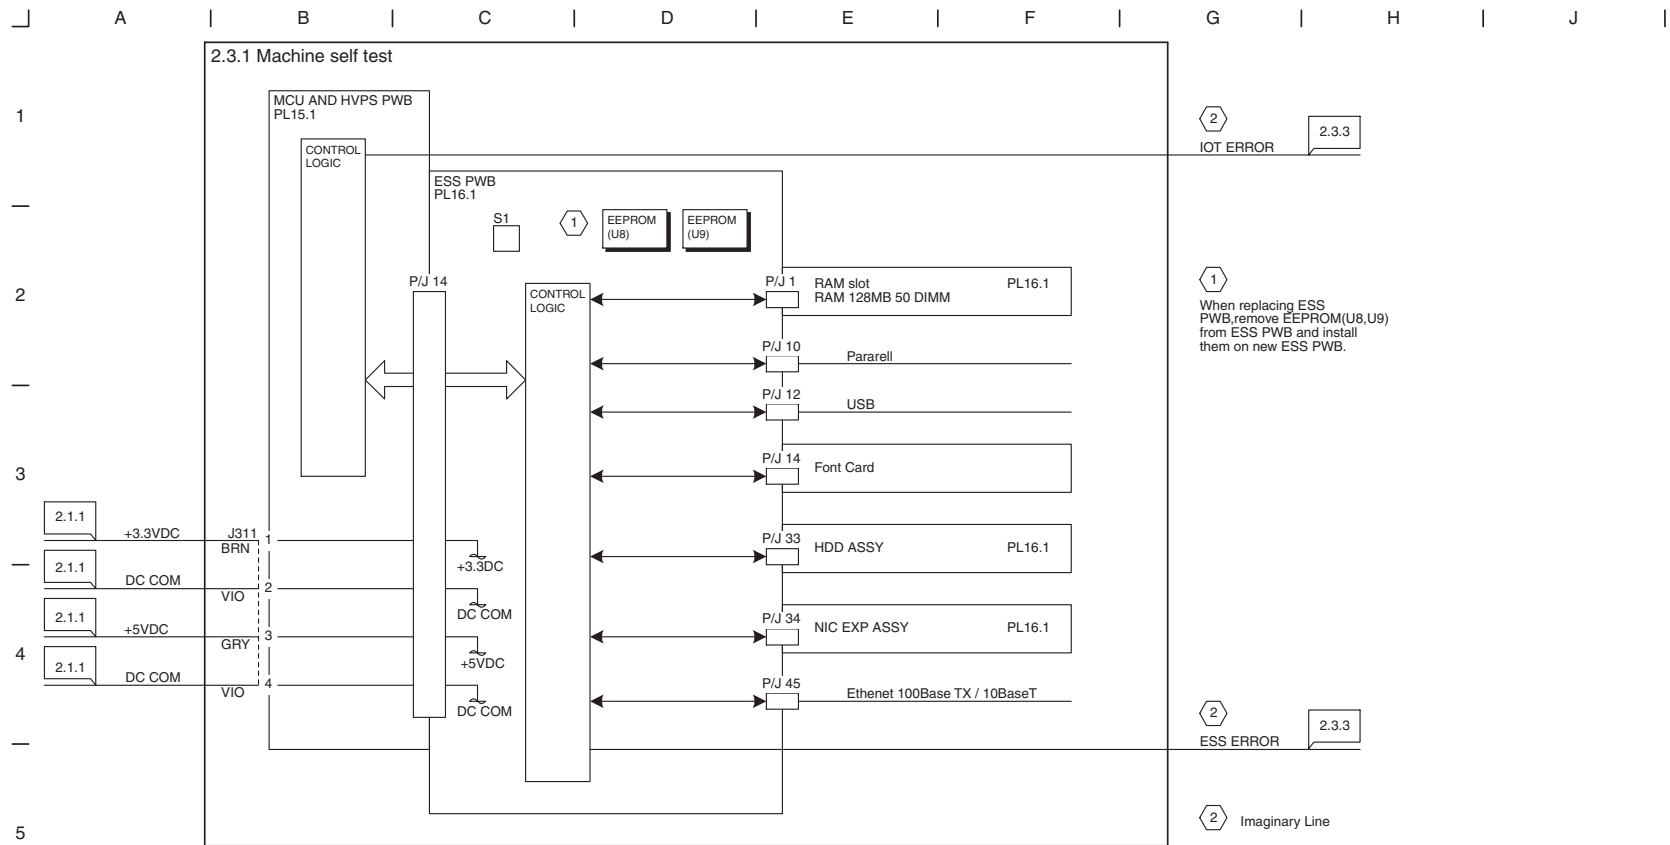 A B C D E F G H J
2.3.1 Machine self test
1
MCU AND HVPS PWB
PL15.1
CONTROL
LOGIC
2
IOT ERROR
2.3.3
ESS PWB
PL16.1
S1
1
EEPROM
(U8)
EEPROM
(U9)
2
P/J 14
CONTROL
LOGIC
P/J 1
RAM slot
RAM 128MB 50 DIMM
PL16.1
1
When replacing ESS
PWB,remove EEPROM(U8,U9)
from ESS PWB and install
them on new ESS PWB.
P/J 10
Pararell
P/J 12
USB
3
P/J 14
Font Card
2.1.1
+3.3VDC
J311
BRN
1
+3.3DC
P/J 33
HDD ASSY
PL16.1
2.1.1
DC COM
VIO
2
DC COM
2.1.1
+5VDC
GRY
3
+5VDC
P/J 34
NIC EXP ASSY
PL16.1
4
2.1.1
DC COM
VIO
4
DC COM
P/J 45
Ethenet 100Base TX / 10BaseT
2
ESS ERROR
2.3.3
5
2
Imaginary Line